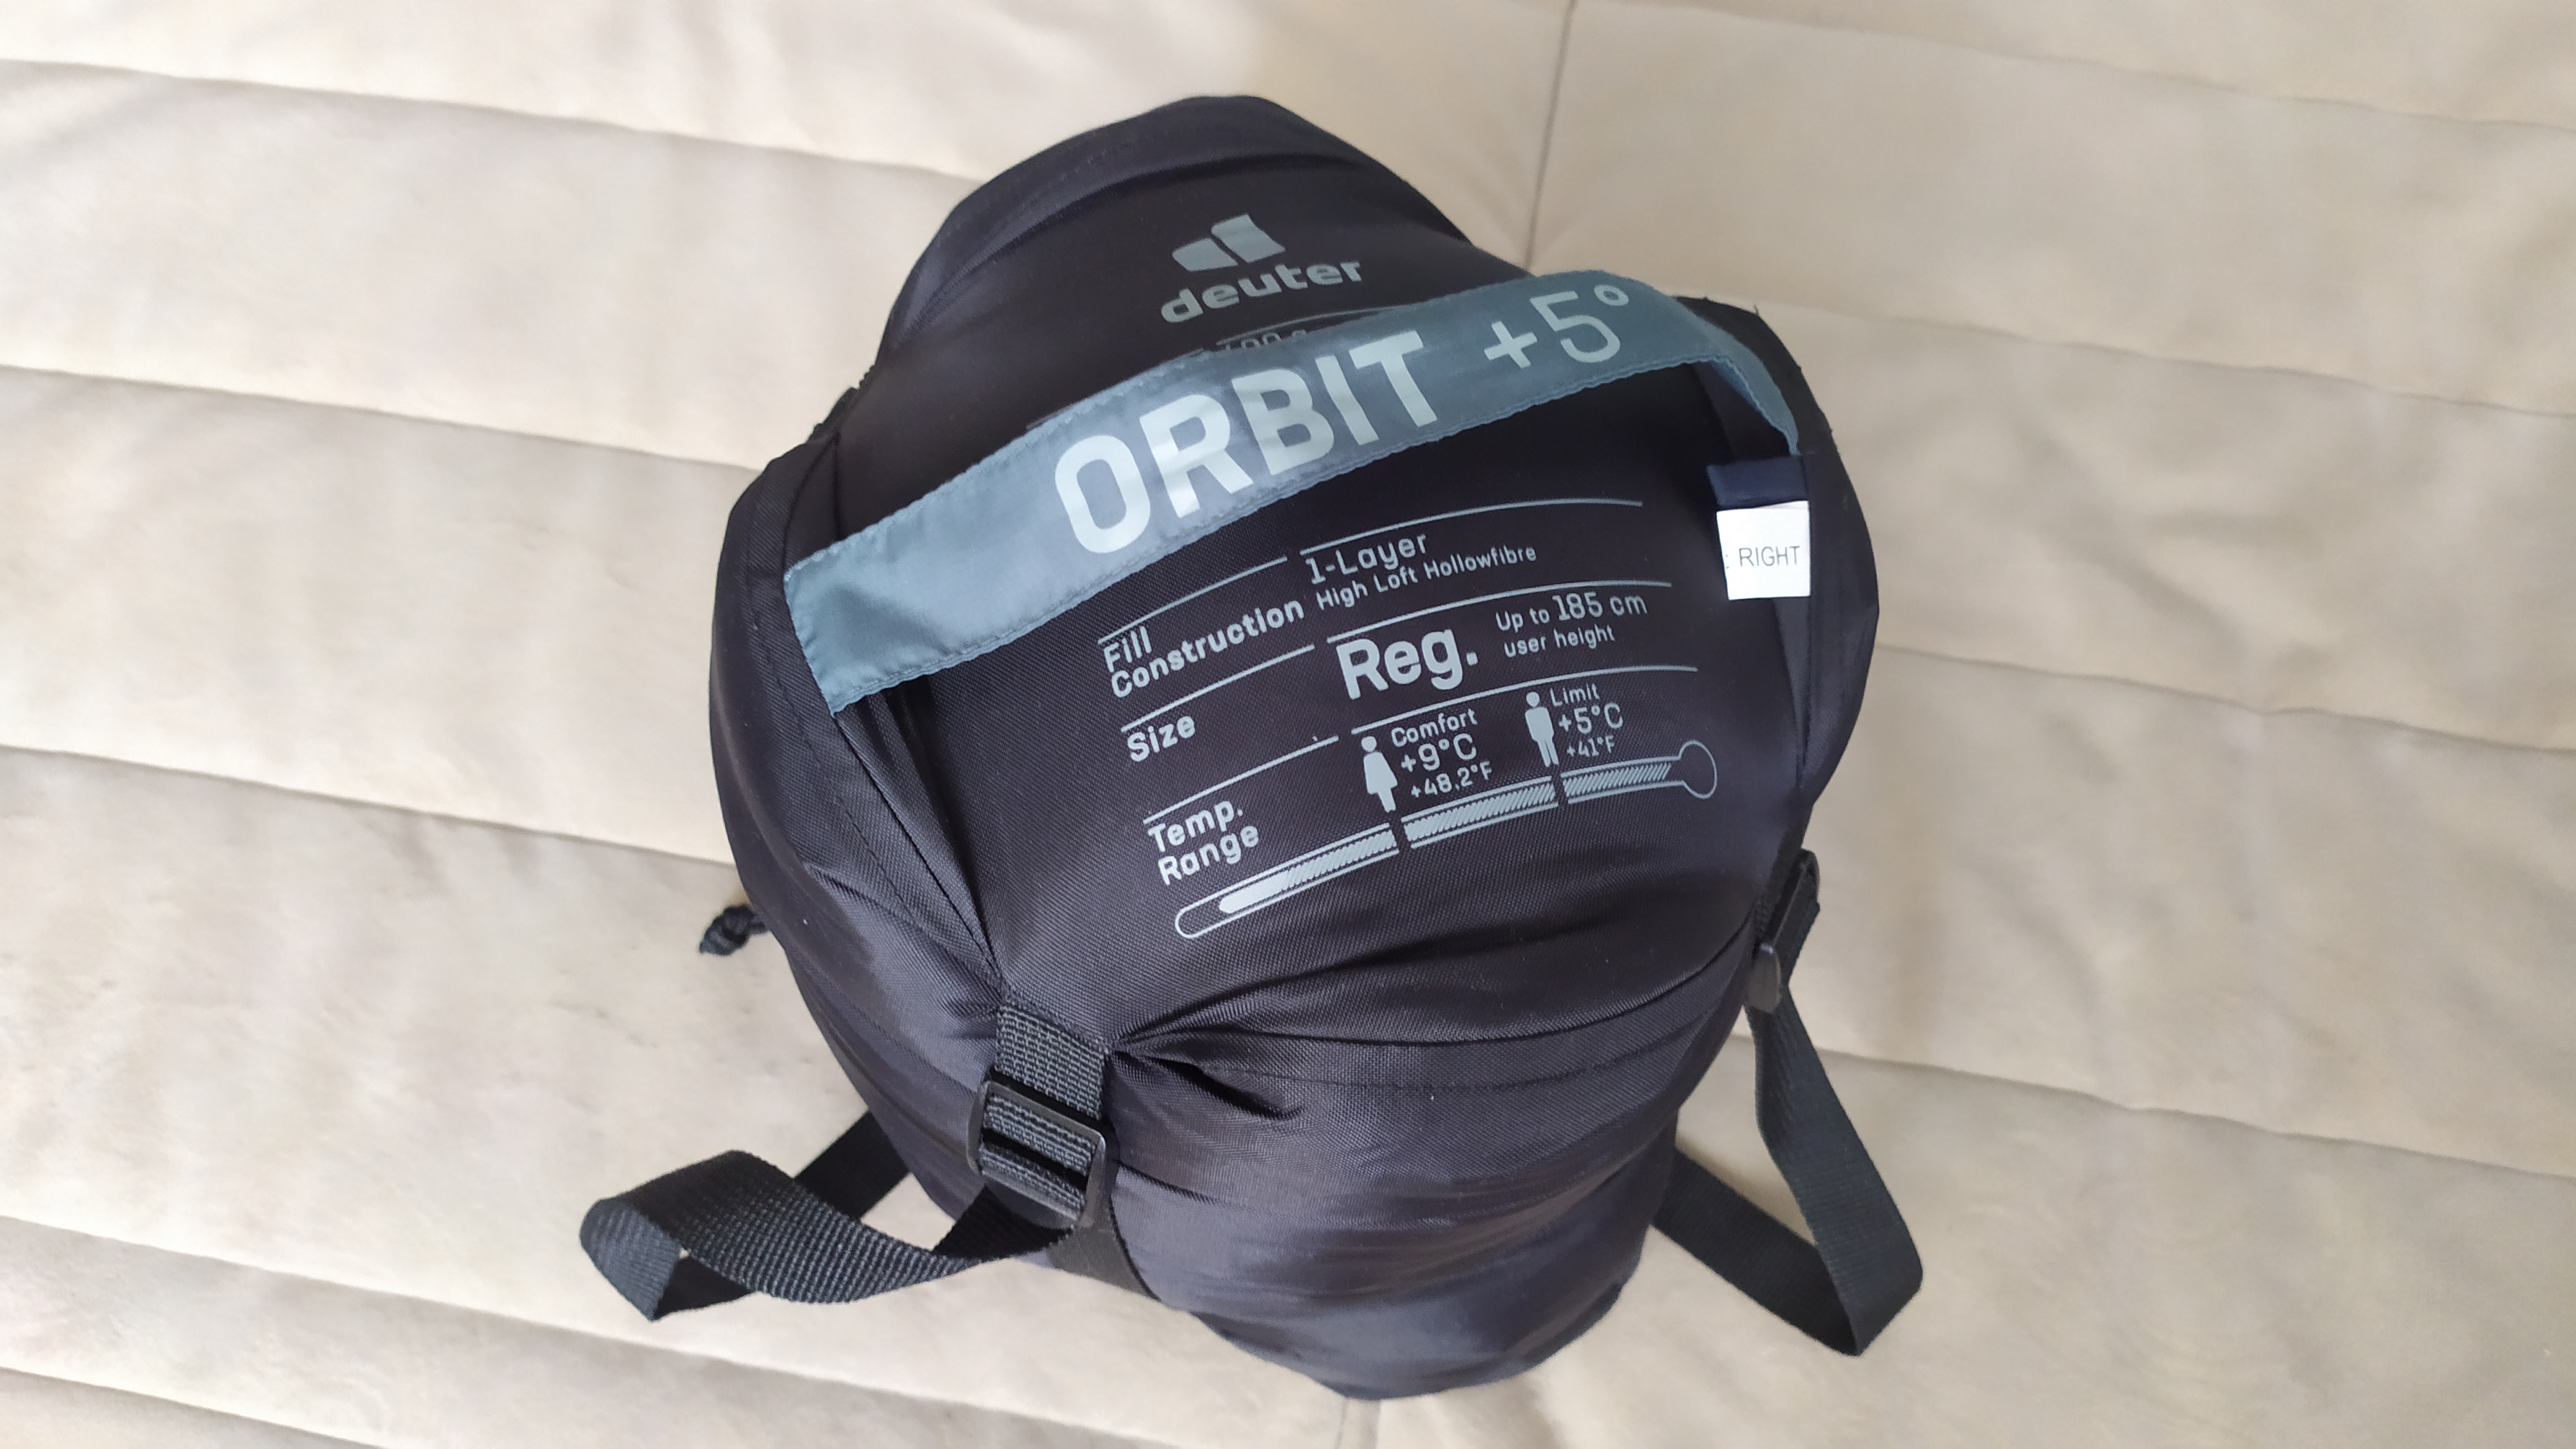 deuter
ORBIT +5°
RIGHT
Fill
Construction
1-Layer
High Loft Hollowfibre
Size
Reg.
Up to 185 cm
user height
Temp.
Range
Comfort
+9°C
+48.2°F
Limit
+5°C
+41°F